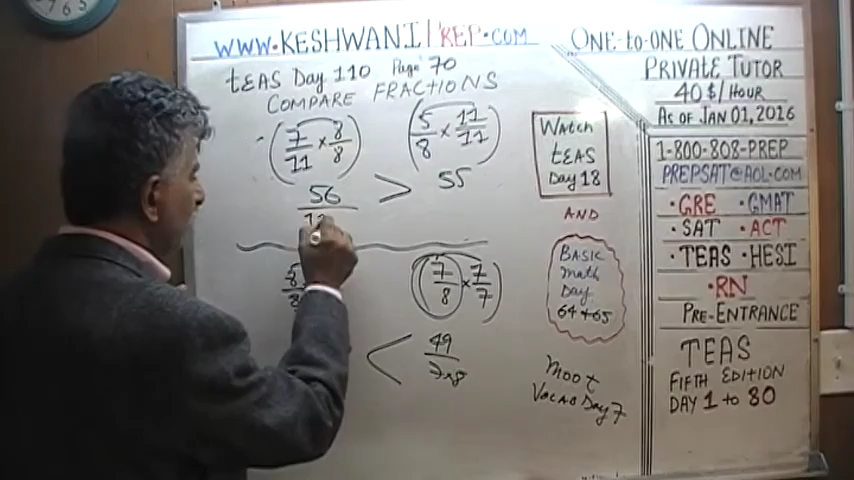 WWW.KESHWANI PREP.COM
tEAS Day 110 Page 70
COMPARE FRACTIONS
(7/11 × 8/8) (5/8 × 11/11)
56 > 55
(7/8 × 7/7)
< 49
Watch
tEAS
Day 18
AND
BASIC
math
Day
64+65
moot
Vocab Day 7
ONE-to-ONE ONLINE
PRIVATE TUTOR
40$/HOUR
AS OF JAN 01, 2016
1-800-808-PREP
PREPSAT@AOL.COM
•GRE •GMAT
•SAT •ACT
•TEAS •HESI
•RN
PRE-ENTRANCE
TEAS
FIFTH EDITION
DAY 1 to 80